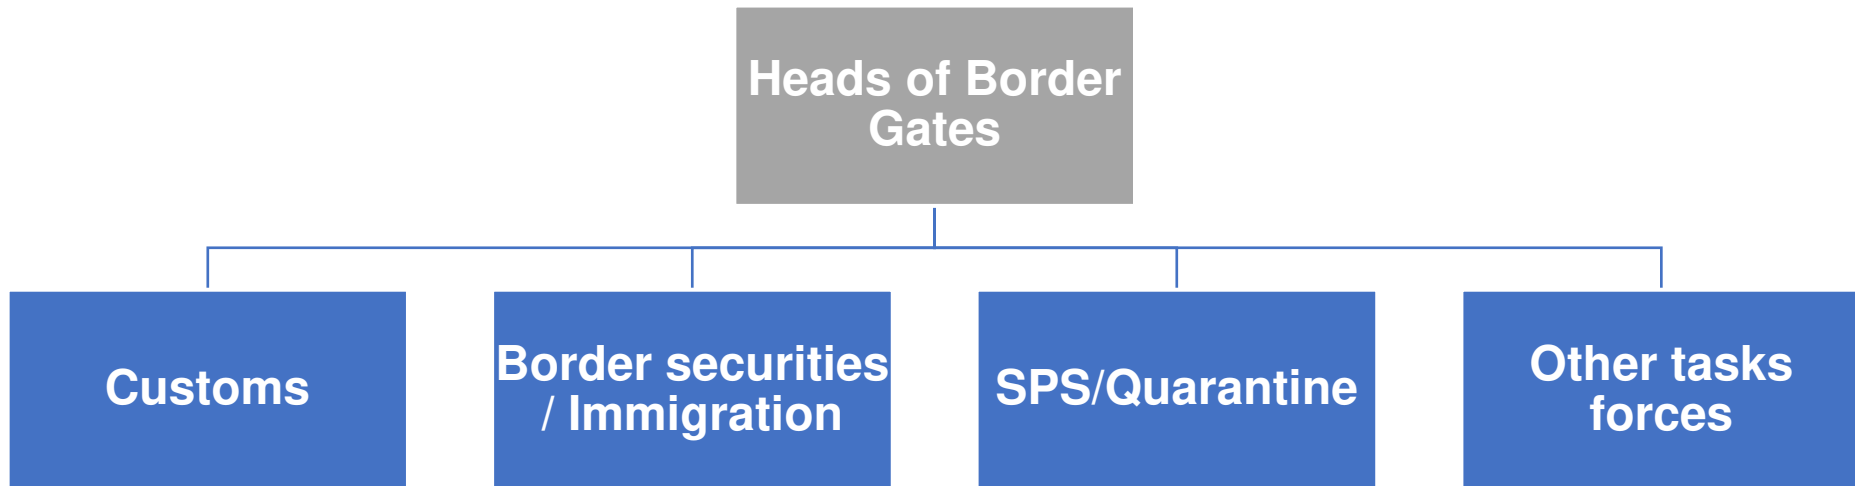 Heads of Border
Gates
Customs
Border securities
/ Immigration
SPS/Quarantine
Other tasks
forces